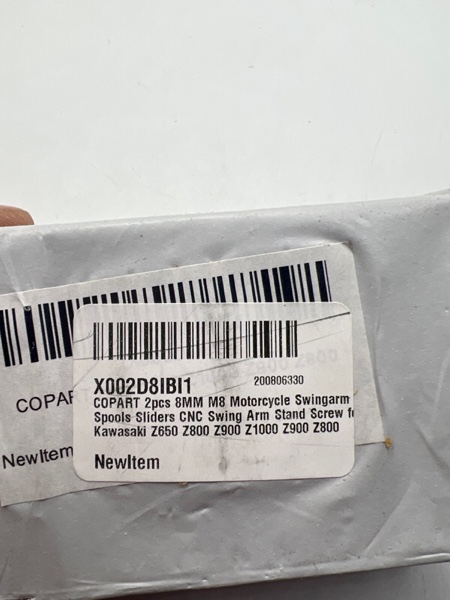 X002D8IBI1 200806330
COPART 2pcs 8MM M8 Motorcycle Swingarm
Spools Sliders CNC Swing Arm Stand Screw
Kawasaki Z650 Z800 Z900 Z1000 Z900 Z800
NewItem
COPAR
NewItem